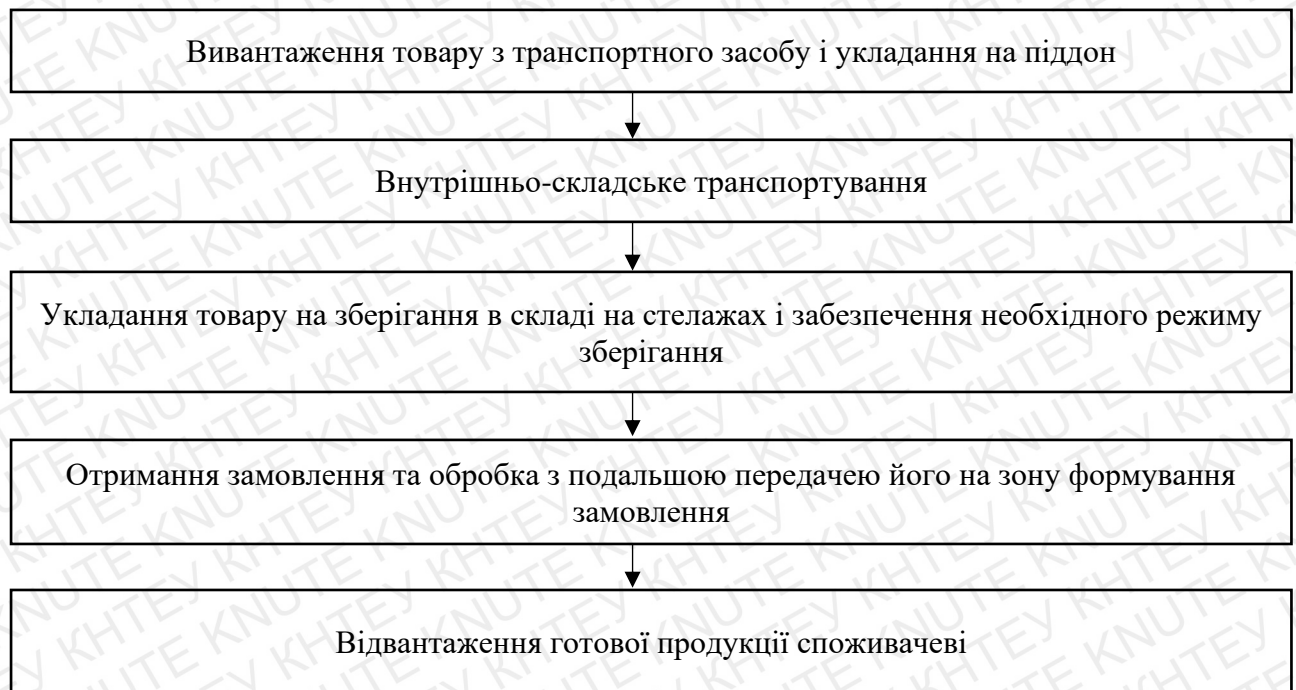 Вивантаження товару з транспортного засобу і укладання на піддон
Внутрішньо-складське транспортування
Укладання товару на зберігання в складі на стелажах і забезпечення необхідного режиму
зберігання
Отримання замовлення та обробка з подальшою передачею його на зону формування
замовлення
Відвантаження готової продукції споживачеві